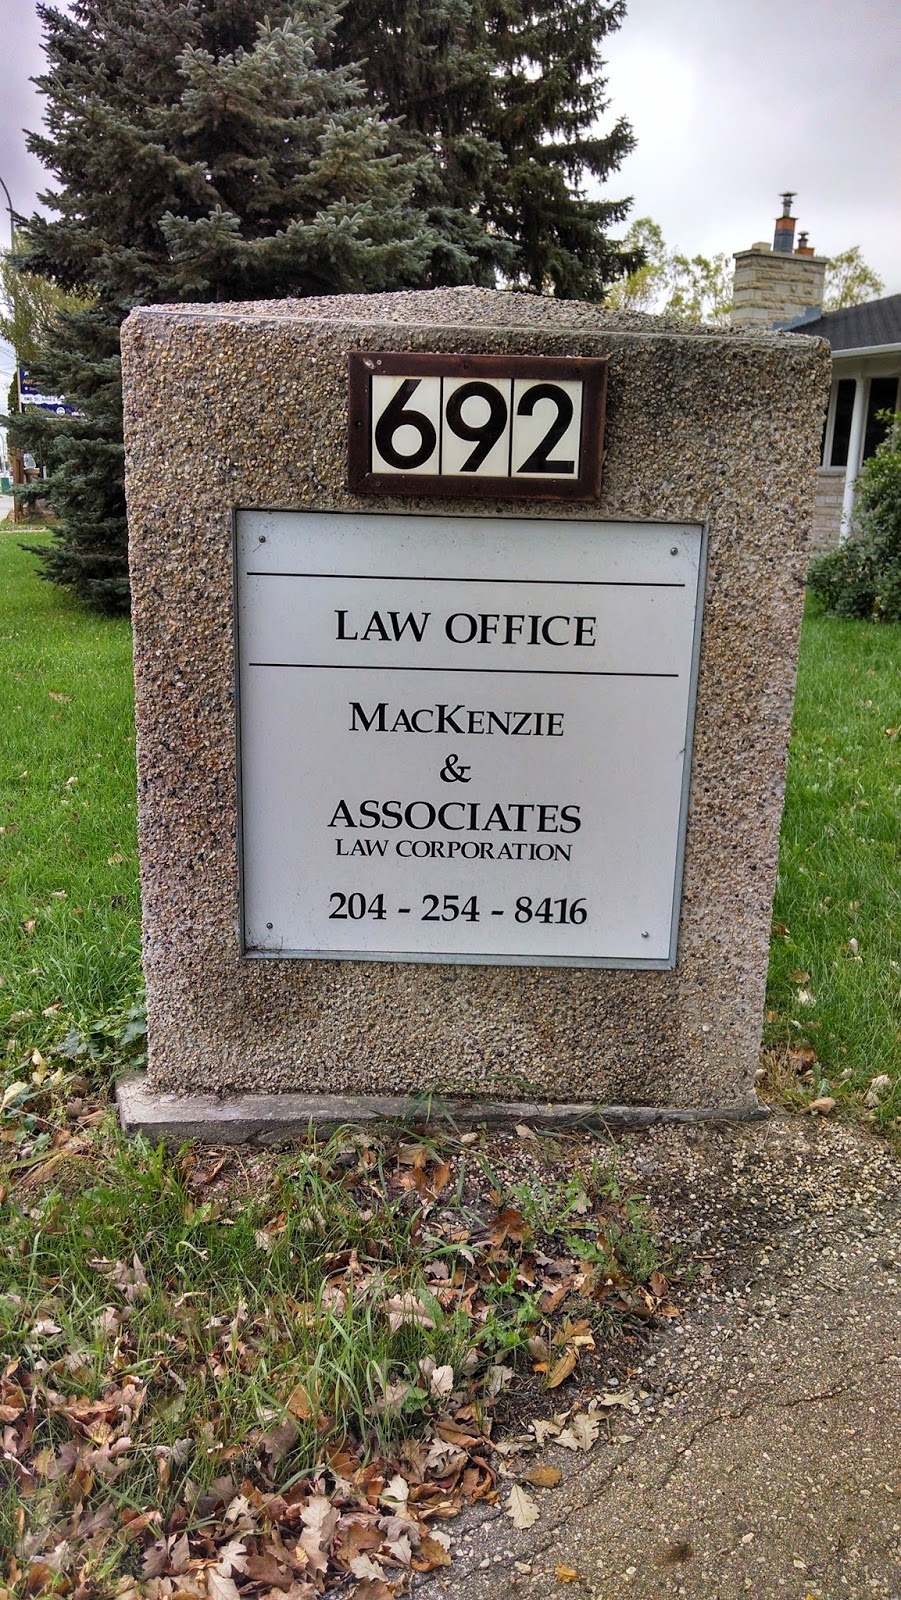 692
LAW OFFICE
MACKENZIE
&
ASSOCIATES
LAW CORPORATION
204 - 254 - 8416